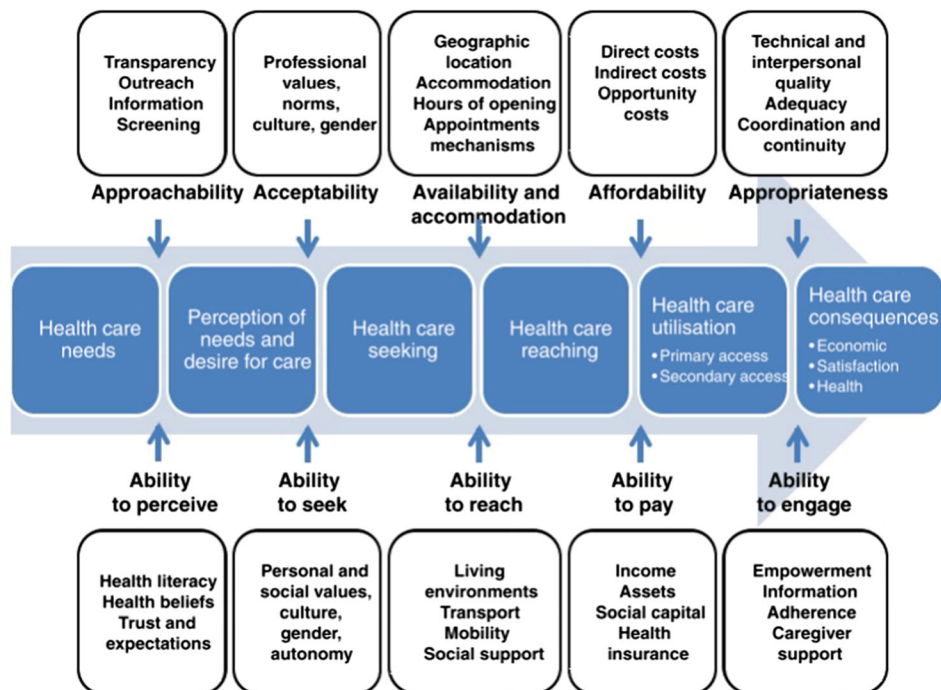 Transparency
Outreach
Information
Screening
Professional
values,
norms,
culture, gender
Geographic
location
Accommodation
Hours of opening
Appointments
mechanisms
Direct costs
Indirect costs
Opportunity
costs
Technical and
interpersonal
quality
Adequacy
Coordination and
continuity
Approachability
Acceptability
Availability and
accommodation
Affordability
Appropriateness
Health care
needs
Perception of
needs and
desire for care
Health care
seeking
Health care
reaching
Health care
utilisation
• Primary access
• Secondary access
Health care
consequences
• Economic
• Satisfaction
• Health
Ability
to perceive
Ability
to seek
Ability
to reach
Ability
to pay
Ability
to engage
Health literacy
Health beliefs
Trust and
expectations
Personal and
social values,
culture,
gender,
autonomy
Living
environments
Transport
Mobility
Social support
Income
Assets
Social capital
Health
insurance
Empowerment
Information
Adherence
Caregiver
support